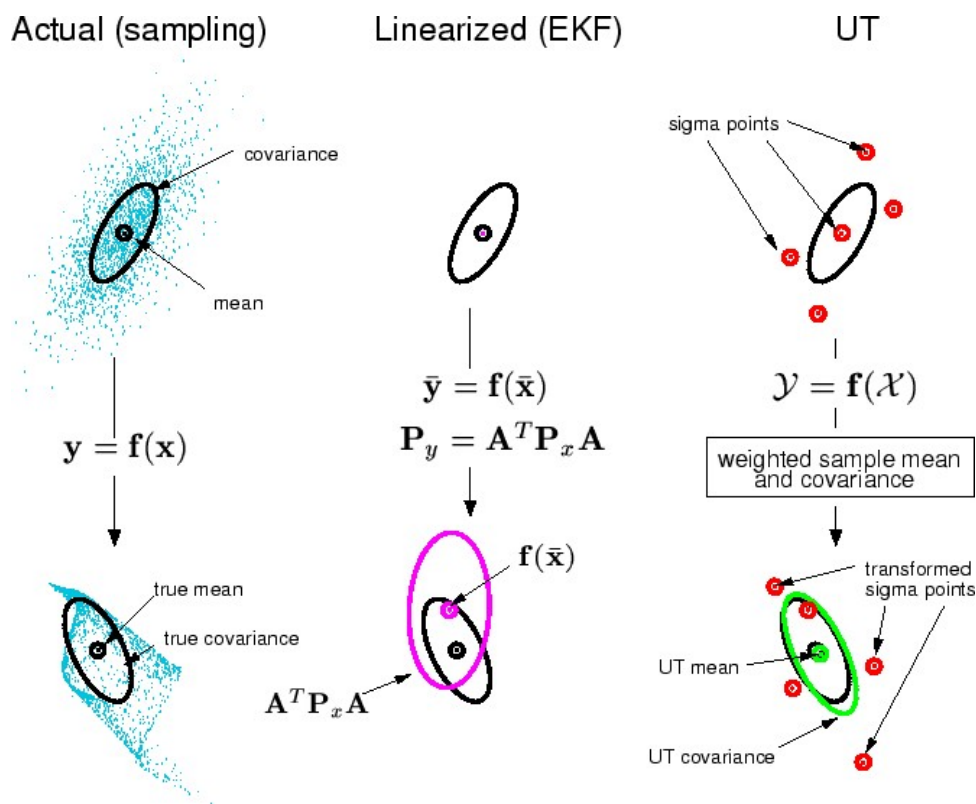 Actual (sampling)
covariance
mean
y = f(x)
true mean
true covariance
Linearized (EKF)
ȳ = f(x̄)
P_y = A^T P_x A
f(x̄)
A^T P_x A
UT
sigma points
𝒴 = f(𝒳)
weighted sample mean
and covariance
transformed
sigma points
UT mean
UT covariance